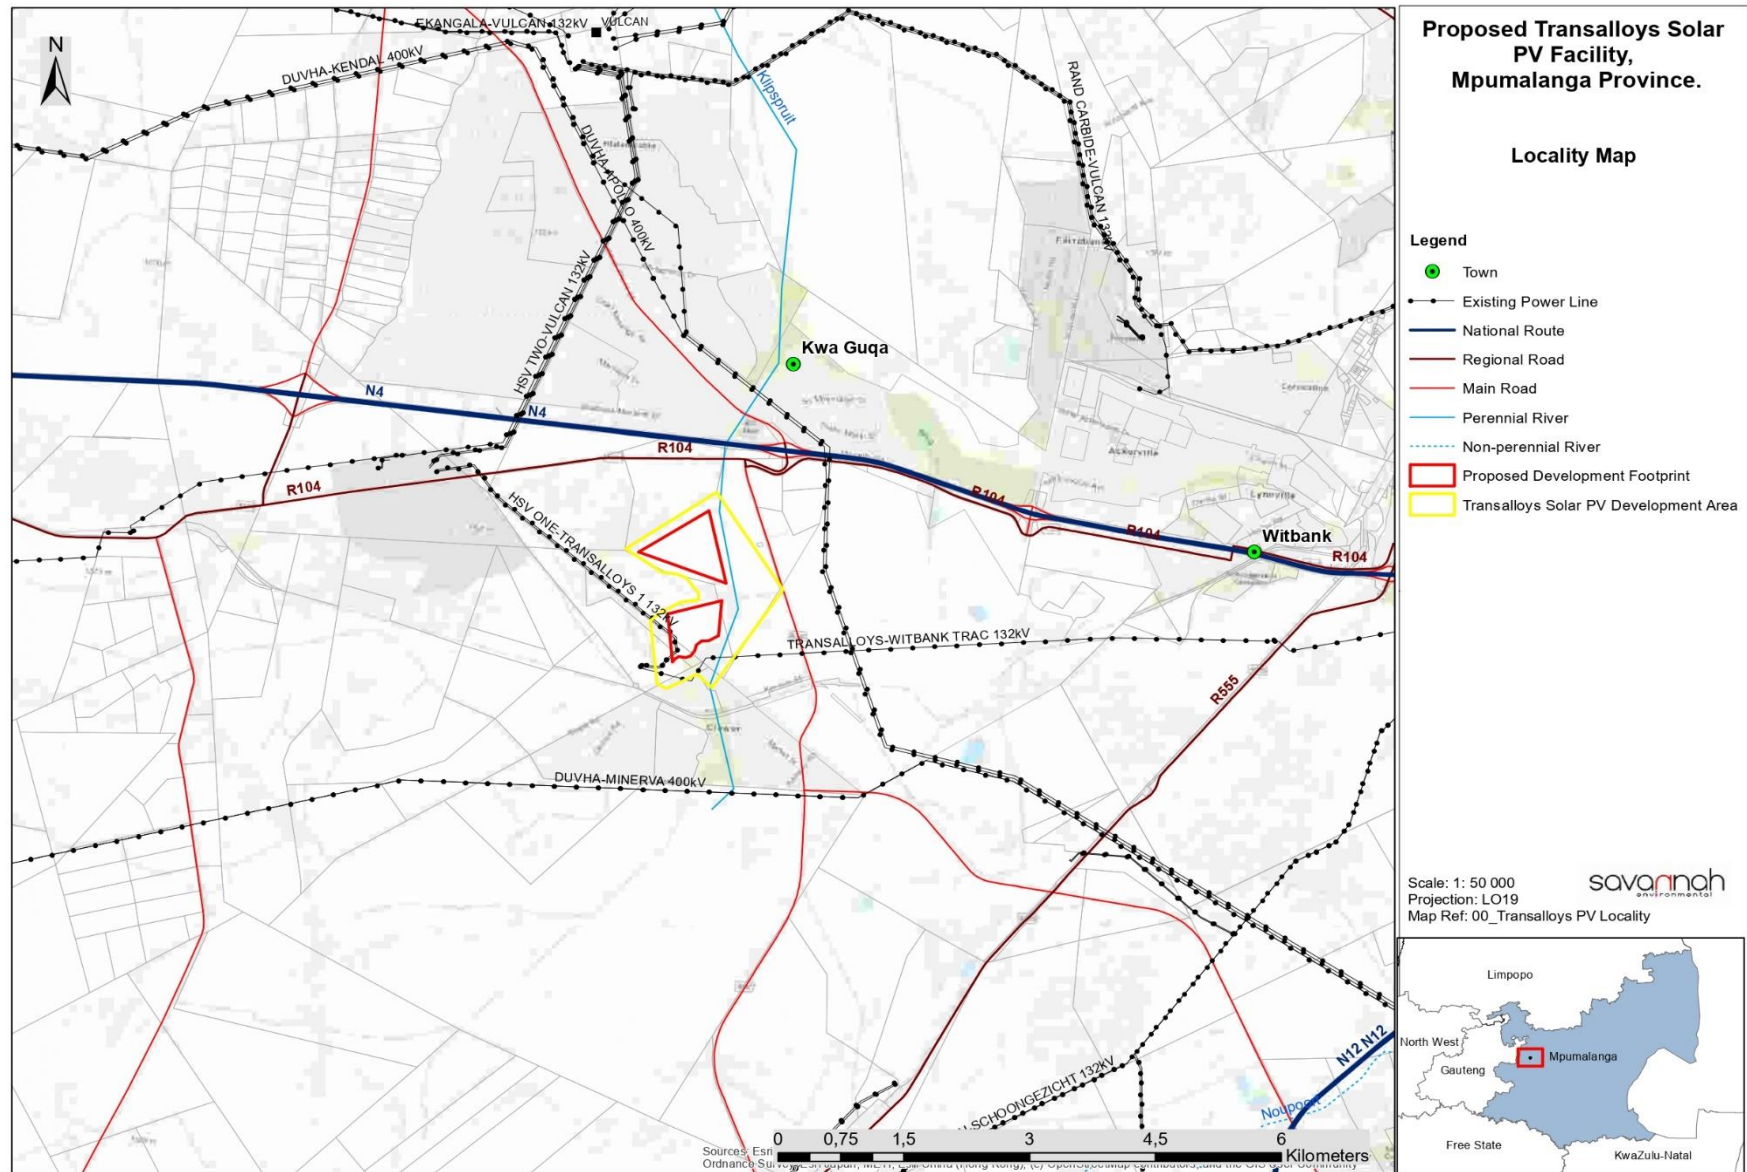 Proposed Transalloys Solar
PV Facility,
Mpumalanga Province.
Locality Map
Legend
Town
Existing Power Line
National Route
Regional Road
Main Road
Perennial River
Non-perennial River
Proposed Development Footprint
Transalloys Solar PV Development Area
Scale: 1: 50 000
Projection: LO19
Map Ref: 00_Transalloys PV Locality
savannah
environmental
Limpopo
North West
Mpumalanga
Gauteng
Free State
KwaZulu-Natal
N
EKANGALA-VULCAN 132kV
VULCAN
DUVHA-KENDAL 400kV
Klipspruit
RAND CARBIDE-VULCAN 132kV
DUVHA-APOLLO 400kV
HSV TWO-VULCAN 132kV
Kwa Guqa
N4
N4
R104
R104
R104
R104
Witbank
R104
Ackerville
Lynnville
HSV ONE-TRANSALLOYS 1 132kV
TRANSALLOYS-WITBANK TRAC 132kV
R555
Clewer
DUVHA-MINERVA 400kV
N12 N12
Noupoort
-SCHOONGEZICHT 132kV
0 0,75 1,5 3 4,5 6
Kilometers
Sources: Esri